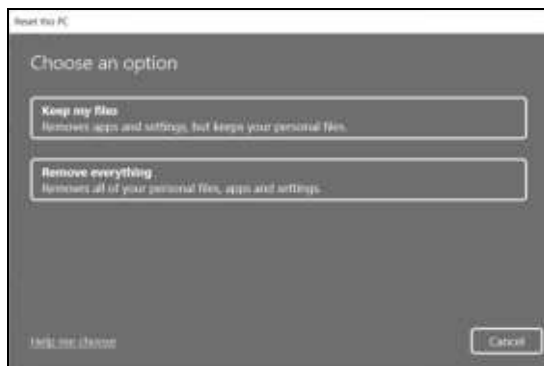 Reset this PC
Choose an option
Keep my files
Removes apps and settings, but keeps your personal files.
Remove everything
Removes all of your personal files, apps and settings.
Help me choose
Cancel